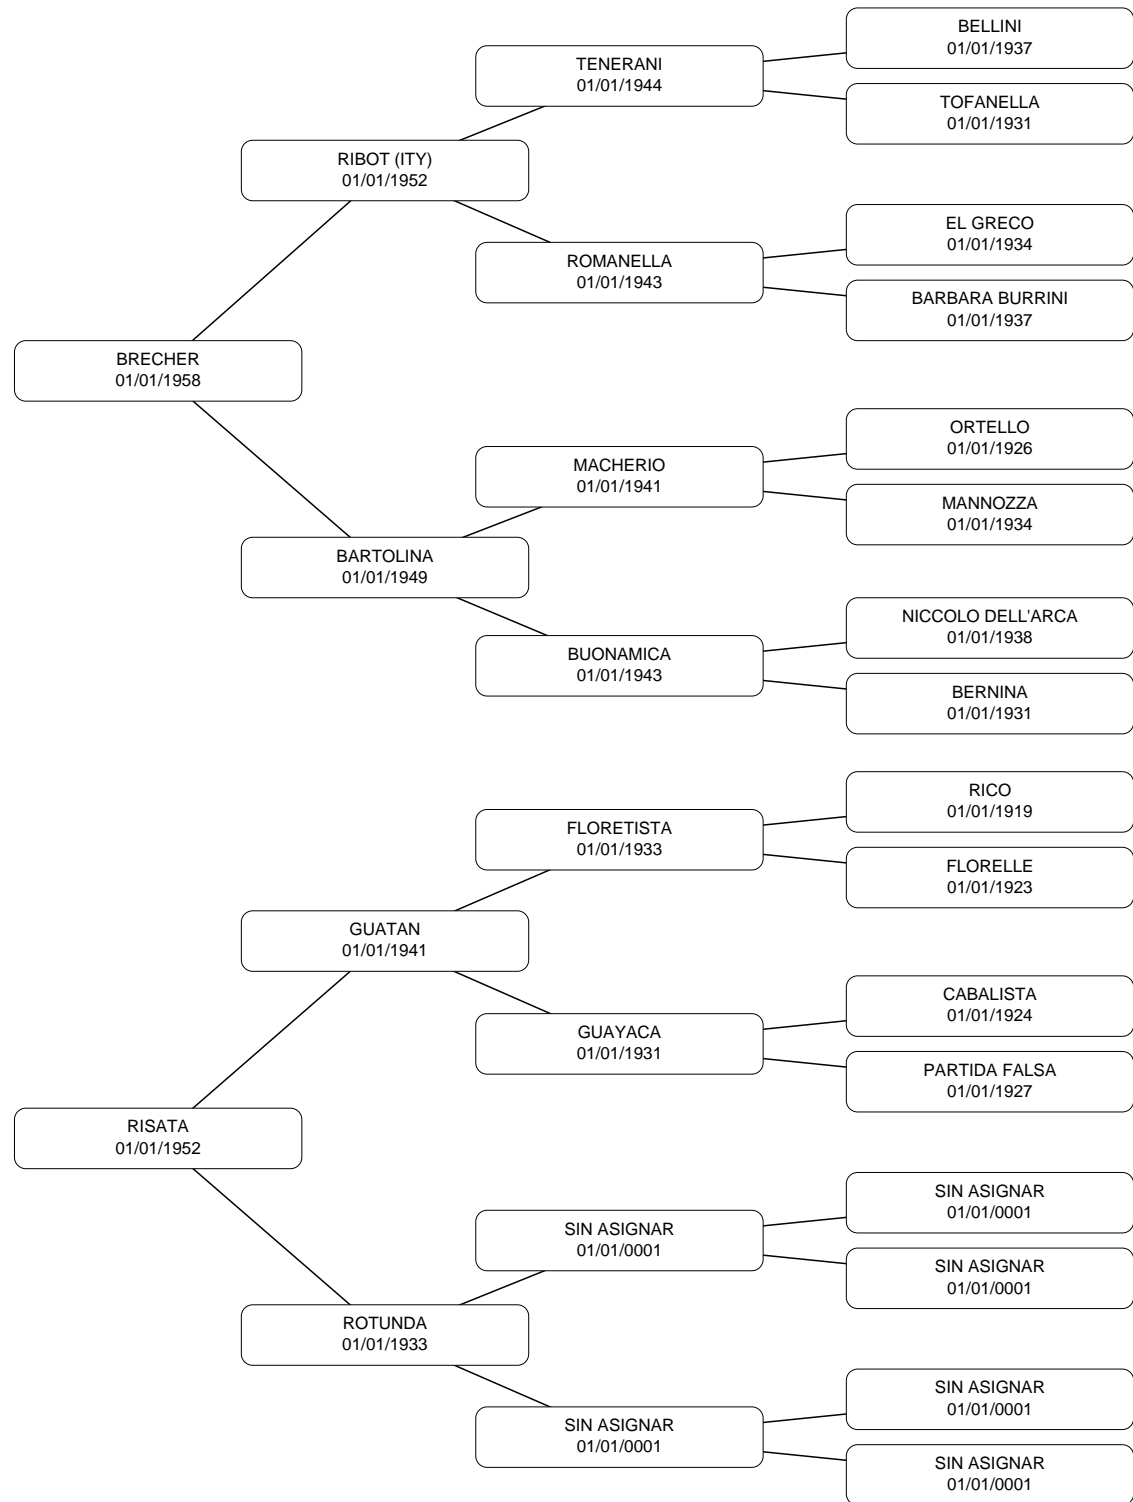 BELLINI
01/01/1937
TENERANI
01/01/1944
TOFANELLA
01/01/1931
RIBOT (ITY)
01/01/1952
EL GRECO
01/01/1934
ROMANELLA
01/01/1943
BARBARA BURRINI
01/01/1937
BRECHER
01/01/1958
ORTELLO
01/01/1926
MACHERIO
01/01/1941
MANNOZZA
01/01/1934
BARTOLINA
01/01/1949
NICCOLO DELL'ARCA
01/01/1938
BUONAMICA
01/01/1943
BERNINA
01/01/1931
RICO
01/01/1919
FLORETISTA
01/01/1933
FLORELLE
01/01/1923
GUATAN
01/01/1941
CABALISTA
01/01/1924
GUAYACA
01/01/1931
PARTIDA FALSA
01/01/1927
RISATA
01/01/1952
SIN ASIGNAR
01/01/0001
SIN ASIGNAR
01/01/0001
SIN ASIGNAR
01/01/0001
ROTUNDA
01/01/1933
SIN ASIGNAR
01/01/0001
SIN ASIGNAR
01/01/0001
SIN ASIGNAR
01/01/0001